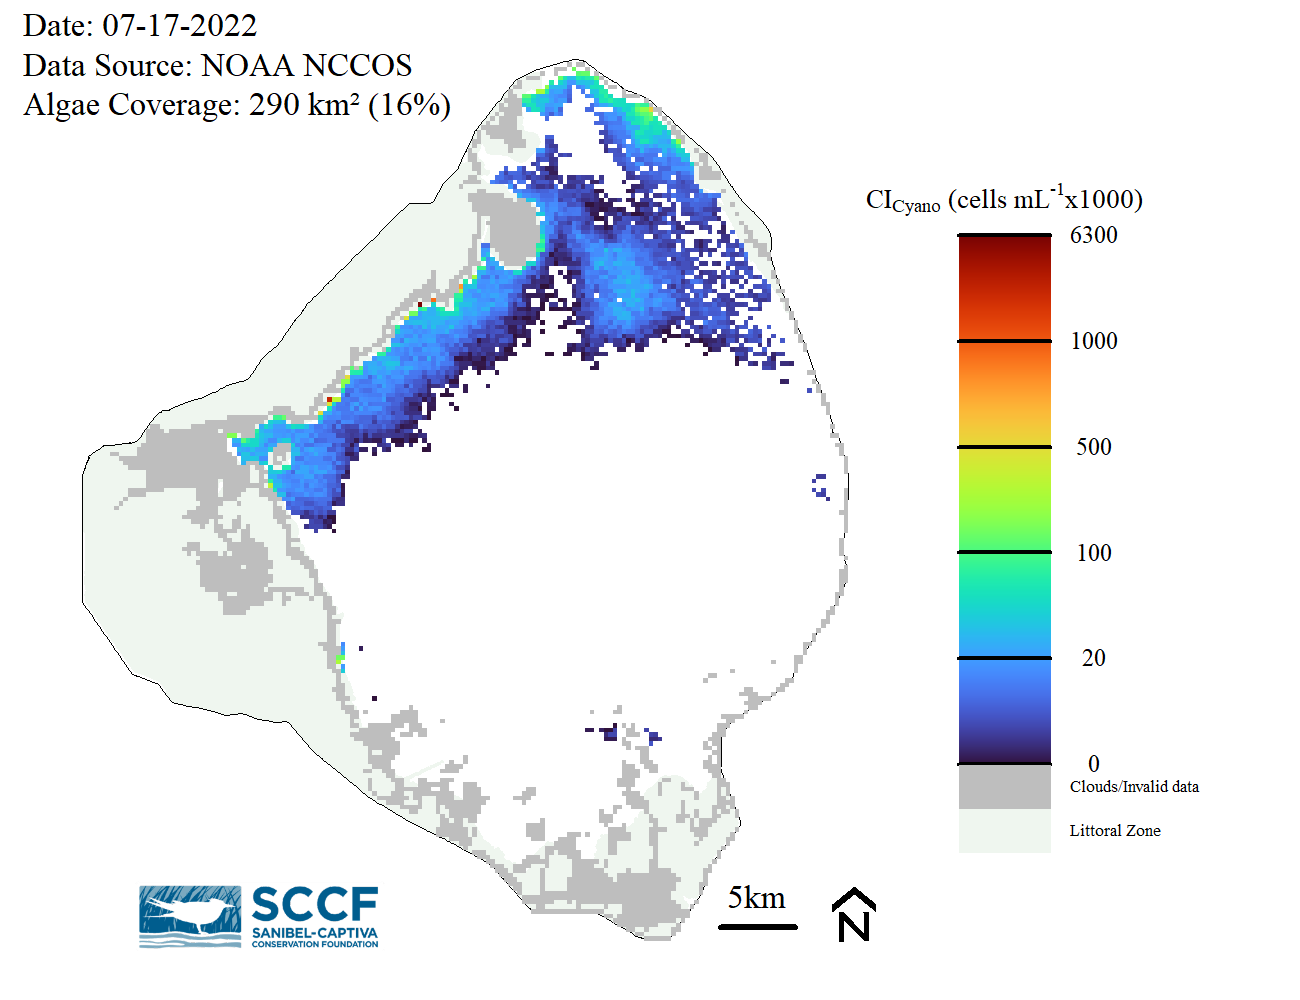 Date: 07-17-2022
Data Source: NOAA NCCOS
Algae Coverage: 290 km² (16%)
CI_Cyano (cells mL⁻¹x1000)
6300
1000
500
100
20
0
Clouds/Invalid data
Littoral Zone
SCCF
SANIBEL-CAPTIVA
CONSERVATION FOUNDATION
5km
N